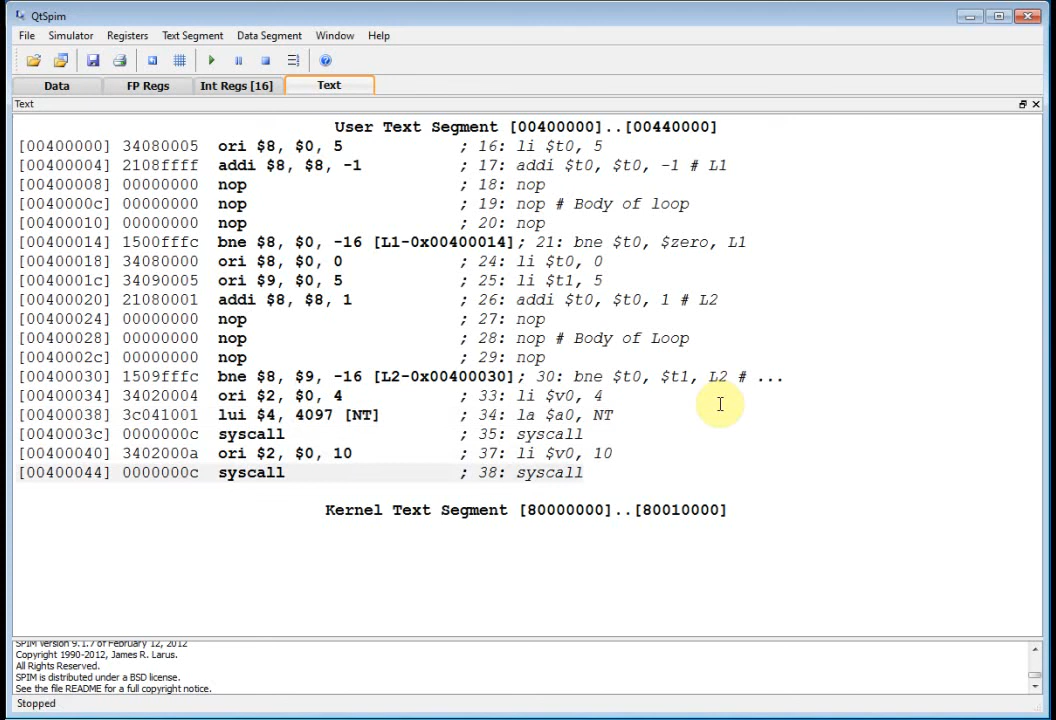 QtSpim
File Simulator Registers Text Segment Data Segment Window Help
Data FP Regs Int Regs [16] Text
Text
User Text Segment [00400000]..[00440000]
[00400000] 34080005 ori $8, $0, 5 ; 16: li $t0, 5
[00400004] 2108ffff addi $8, $8, -1 ; 17: addi $t0, $t0, -1 # L1
[00400008] 00000000 nop ; 18: nop
[0040000c] 00000000 nop ; 19: nop # Body of loop
[00400010] 00000000 nop ; 20: nop
[00400014] 1500fffc bne $8, $0, -16 [L1-0x00400014]; 21: bne $t0, $zero, L1
[00400018] 34080000 ori $8, $0, 0 ; 24: li $t0, 0
[0040001c] 34090005 ori $9, $0, 5 ; 25: li $t1, 5
[00400020] 21080001 addi $8, $8, 1 ; 26: addi $t0, $t0, 1 # L2
[00400024] 00000000 nop ; 27: nop
[00400028] 00000000 nop ; 28: nop # Body of Loop
[0040002c] 00000000 nop ; 29: nop
[00400030] 1509fffc bne $8, $9, -16 [L2-0x00400030]; 30: bne $t0, $t1, L2 # ...
[00400034] 34020004 ori $2, $0, 4 ; 33: li $v0, 4
[00400038] 3c041001 lui $4, 4097 [NT] ; 34: la $a0, NT
[0040003c] 0000000c syscall ; 35: syscall
[00400040] 3402000a ori $2, $0, 10 ; 37: li $v0, 10
[00400044] 0000000c syscall ; 38: syscall
Kernel Text Segment [80000000]..[80010000]
SPIM Version 9.1.7 of February 12, 2012
Copyright 1990-2012, James R. Larus.
All Rights Reserved.
SPIM is distributed under a BSD license.
See the file README for a full copyright notice.
Stopped